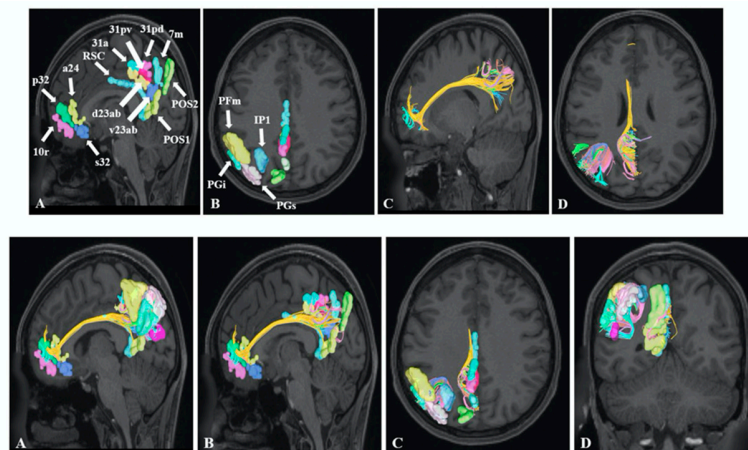 31pv 31pd
31a 7m
RSC
a24
p32
POS2
d23ab
POS1
v23ab
10r
s32
A
PFm
IP1
PGi
PGs
B
C
D
A
B
C
D